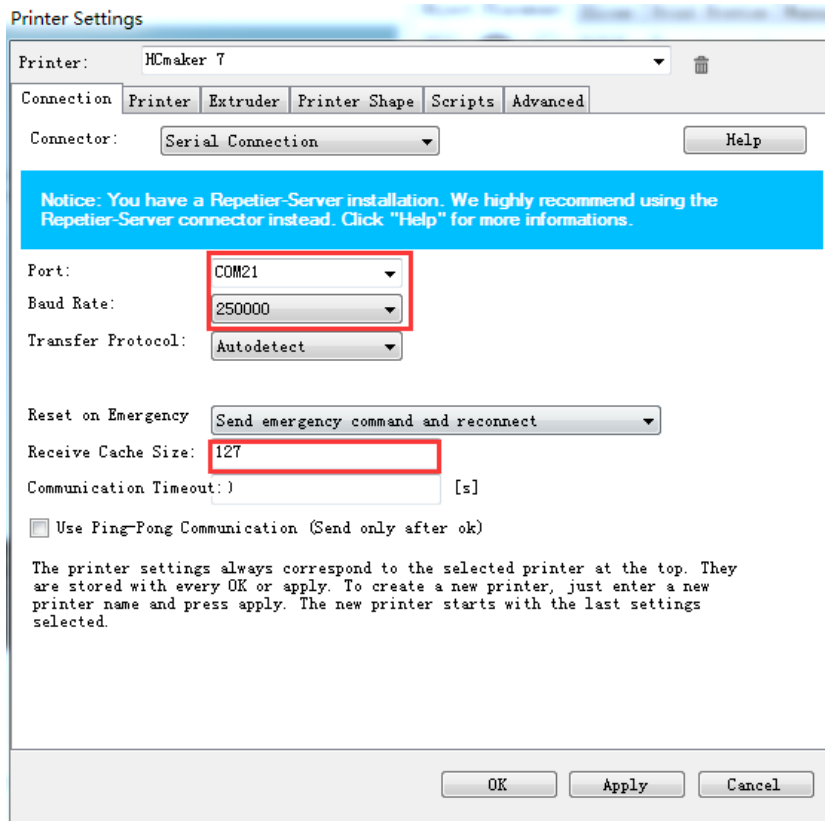 Printer Settings
Printer: HCmaker 7
Connection Printer Extruder Printer Shape Scripts Advanced
Connector: Serial Connection Help
Notice: You have a Repetier-Server installation. We highly recommend using the
Repetier-Server connector instead. Click "Help" for more informations.
Port: COM21
Baud Rate: 250000
Transfer Protocol: Autodetect
Reset on Emergency Send emergency command and reconnect
Receive Cache Size: 127
Communication Timeout: ) [s]
Use Ping-Pong Communication (Send only after ok)
The printer settings always correspond to the selected printer at the top. They
are stored with every OK or apply. To create a new printer, just enter a new
printer name and press apply. The new printer starts with the last settings
selected.
OK Apply Cancel